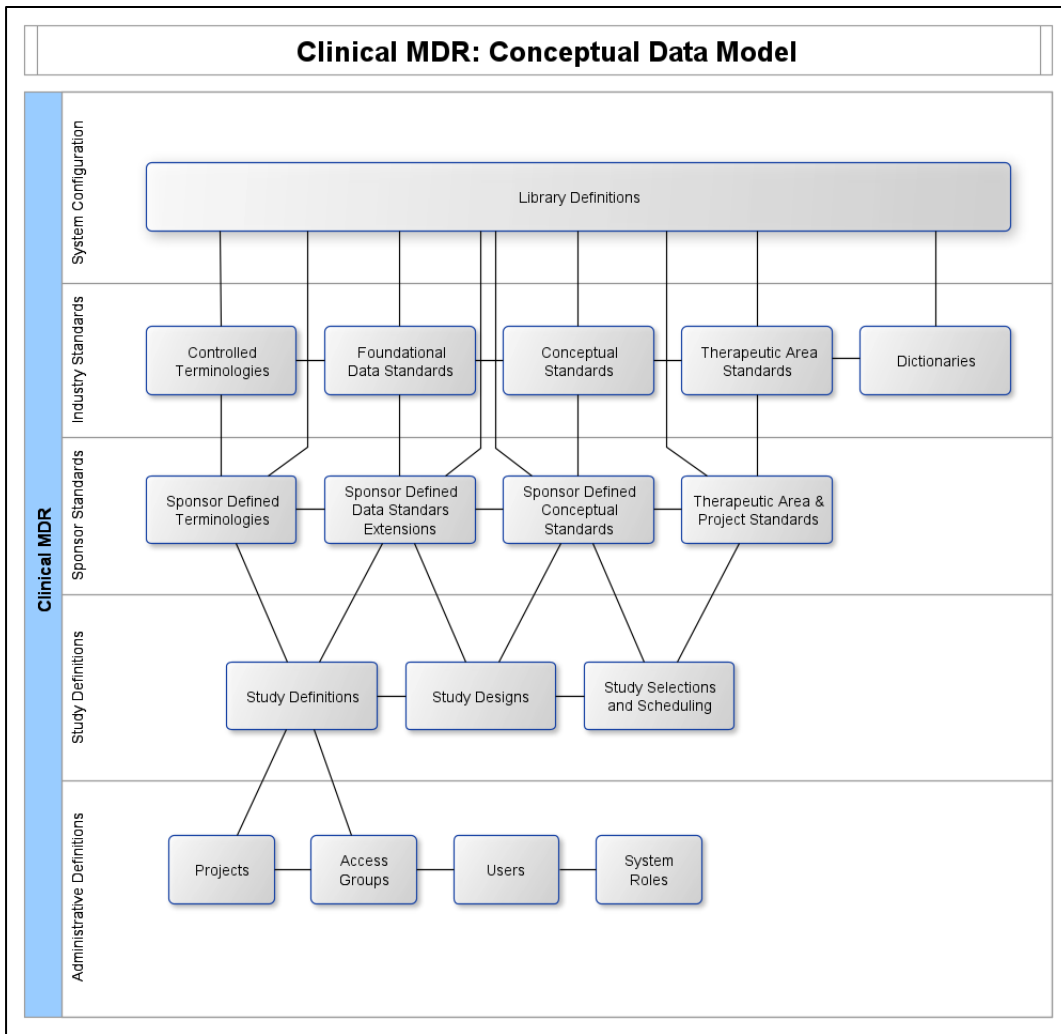 Clinical MDR: Conceptual Data Model
Clinical MDR
System Configuration
Library Definitions
Industry Standards
Controlled
Terminologies
Foundational
Data Standards
Conceptual
Standards
Therapeutic Area
Standards
Dictionaries
Sponsor Standards
Sponsor Defined
Terminologies
Sponsor Defined
Data Standars
Extensions
Sponsor Defined
Conceptual
Standards
Therapeutic Area &
Project Standards
Study Definitions
Study Definitions
Study Designs
Study Selections
and Scheduling
Administrative Definitions
Projects
Access
Groups
Users
System
Roles